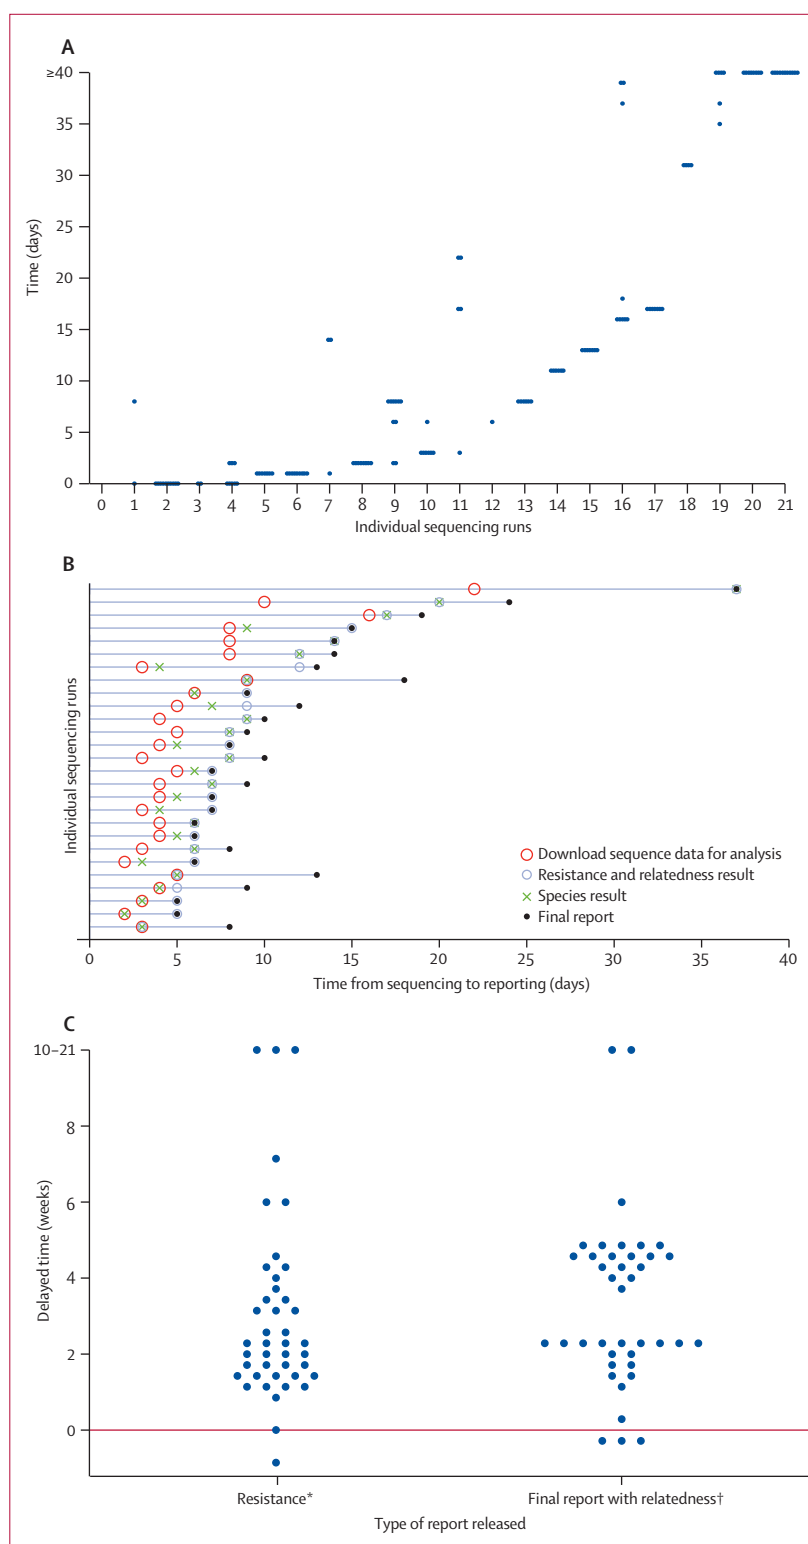 A
≥40
35
30
25
20
15
10
5
0
Time (days)
0 1 2 3 4 5 6 7 8 9 10 11 12 13 14 15 16 17 18 19 20 21
Individual sequencing runs
B
Individual sequencing runs
Download sequence data for analysis
Resistance and relatedness result
Species result
Final report
0 5 10 15 20 25 30 35 40
Time from sequencing to reporting (days)
C
10–21
8
6
4
2
0
Delayed time (weeks)
Resistance* Final report with relatedness†
Type of report released